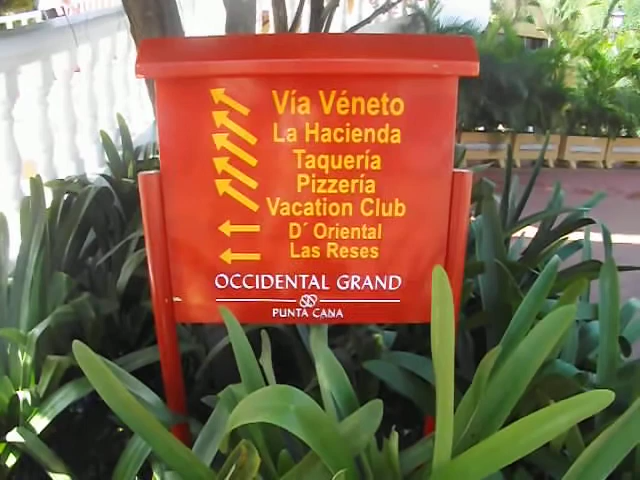 Vía Véneto
La Hacienda
Taquería
Pizzería
Vacation Club
D´ Oriental
Las Reses
OCCIDENTAL GRAND
PUNTA CANA